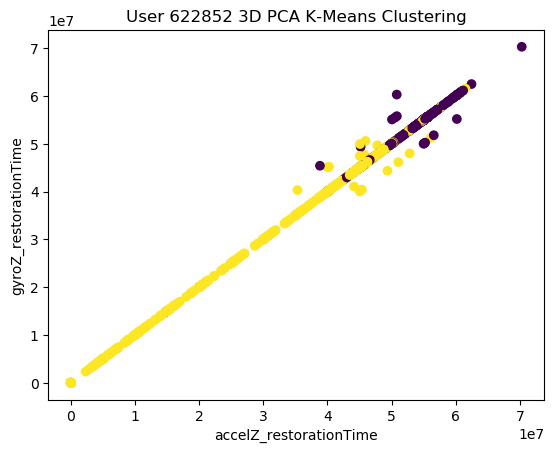 User 622852 3D PCA K-Means Clustering
1e7
7
6
5
4
3
2
1
0
gyroZ_restorationTime
0 1 2 3 4 5 6 7
accelZ_restorationTime
1e7